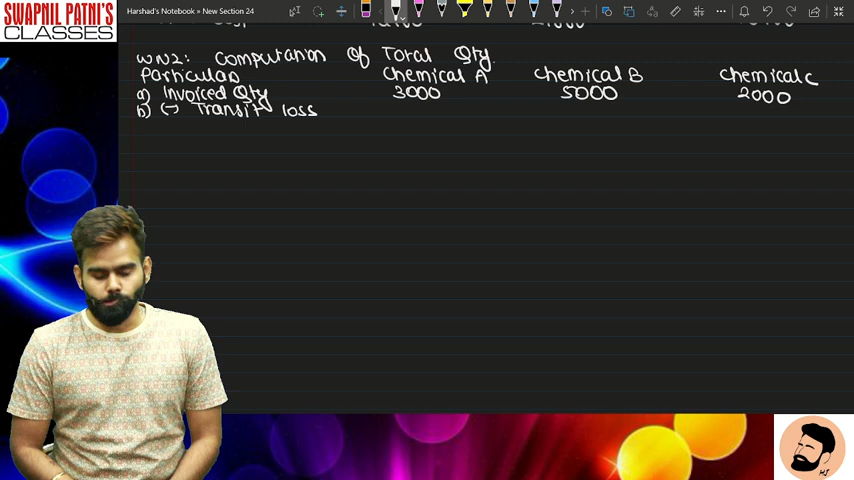 SWAPNIL PATNI'S
CLASSES
Harshad's Notebook » New Section 24
WN2: Computation Of Total Qty.
Particulars Chemical A Chemical B Chemical C
a) Invoiced Qty 3000 5000 2000
b) (-) Transit loss